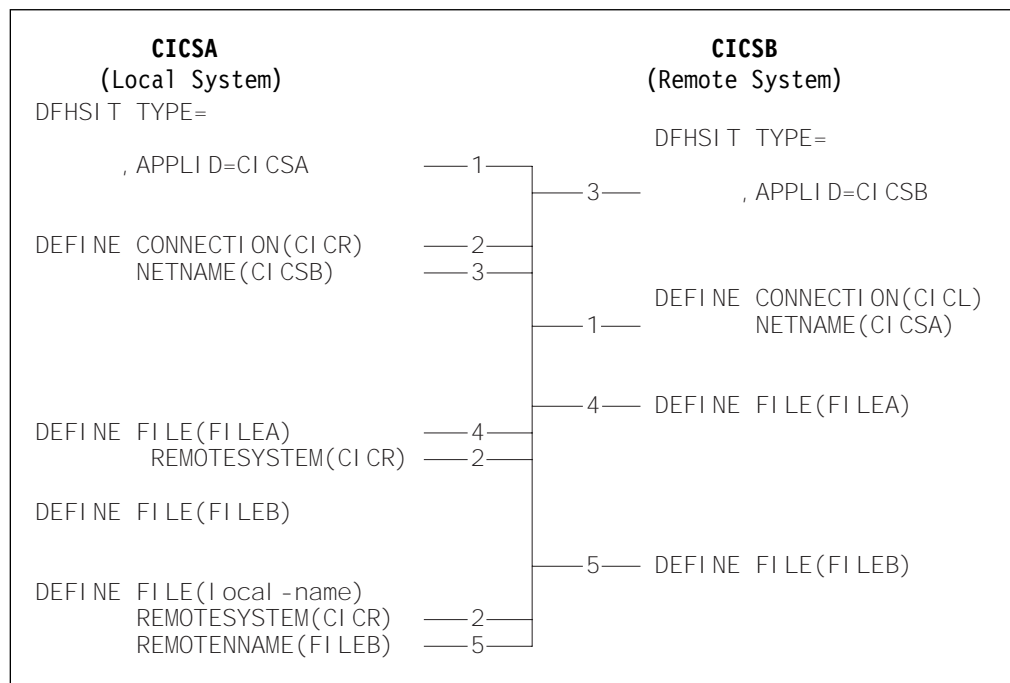 CICSA
(Local System)
DFHSIT TYPE=
,APPLID=CICSA 1
DEFINE CONNECTION(CICR) 2
NETNAME(CICSB) 3
DEFINE FILE(FILEA) 4
REMOTESYSTEM(CICR) 2
DEFINE FILE(FILEB)
DEFINE FILE(local-name)
REMOTESYSTEM(CICR) 2
REMOTENNAME(FILEB) 5
CICSB
(Remote System)
DFHSIT TYPE=
3 ,APPLID=CICSB
DEFINE CONNECTION(CICL)
1 NETNAME(CICSA)
4 DEFINE FILE(FILEA)
5 DEFINE FILE(FILEB)